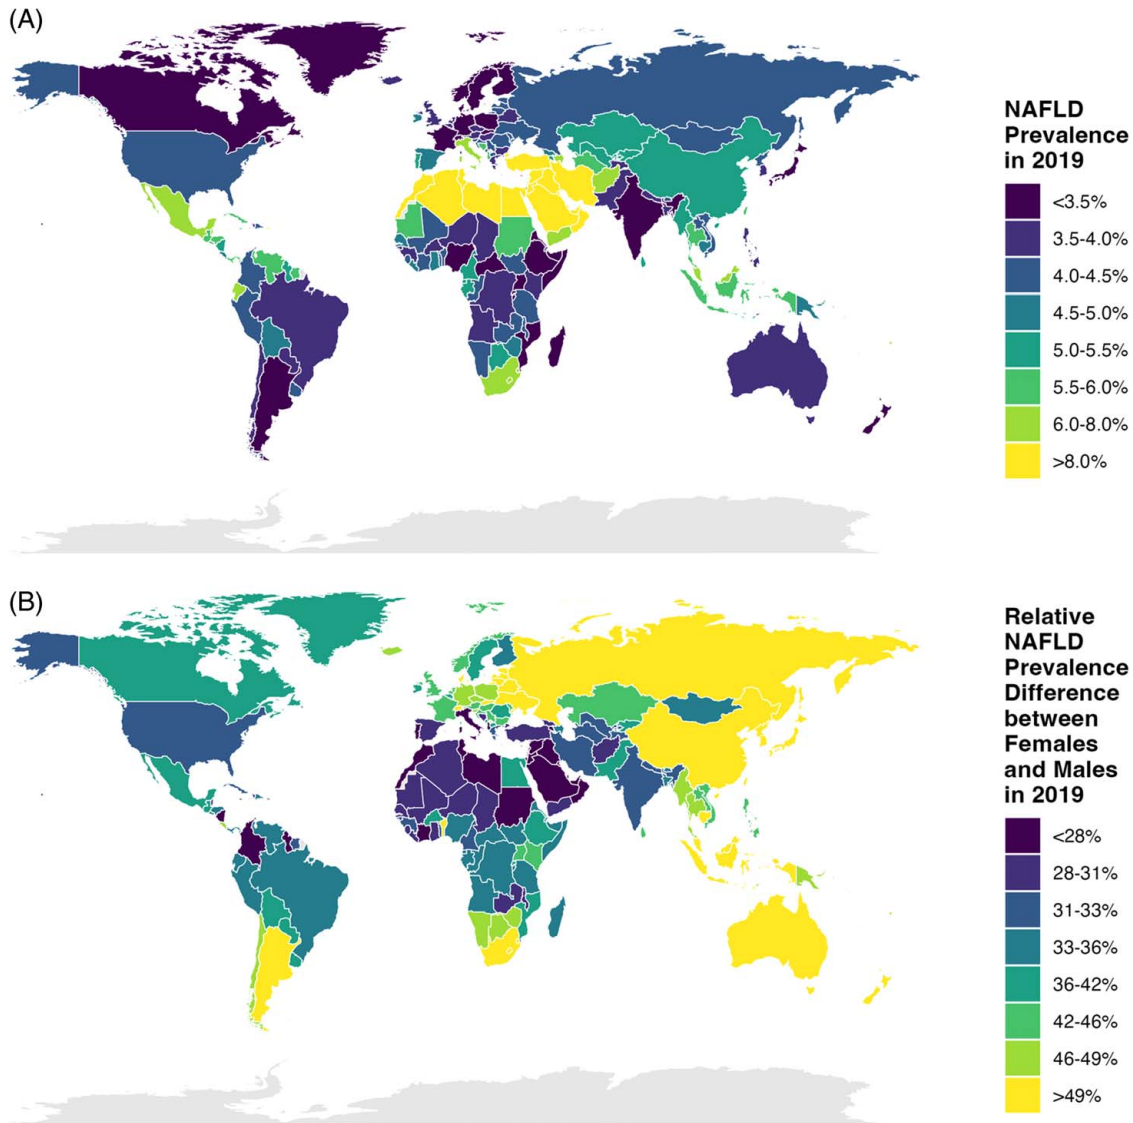 (A)
NAFLD
Prevalence
in 2019
<3.5%
3.5-4.0%
4.0-4.5%
4.5-5.0%
5.0-5.5%
5.5-6.0%
6.0-8.0%
>8.0%
(B)
Relative
NAFLD
Prevalence
Difference
between
Females
and Males
in 2019
<28%
28-31%
31-33%
33-36%
36-42%
42-46%
46-49%
>49%